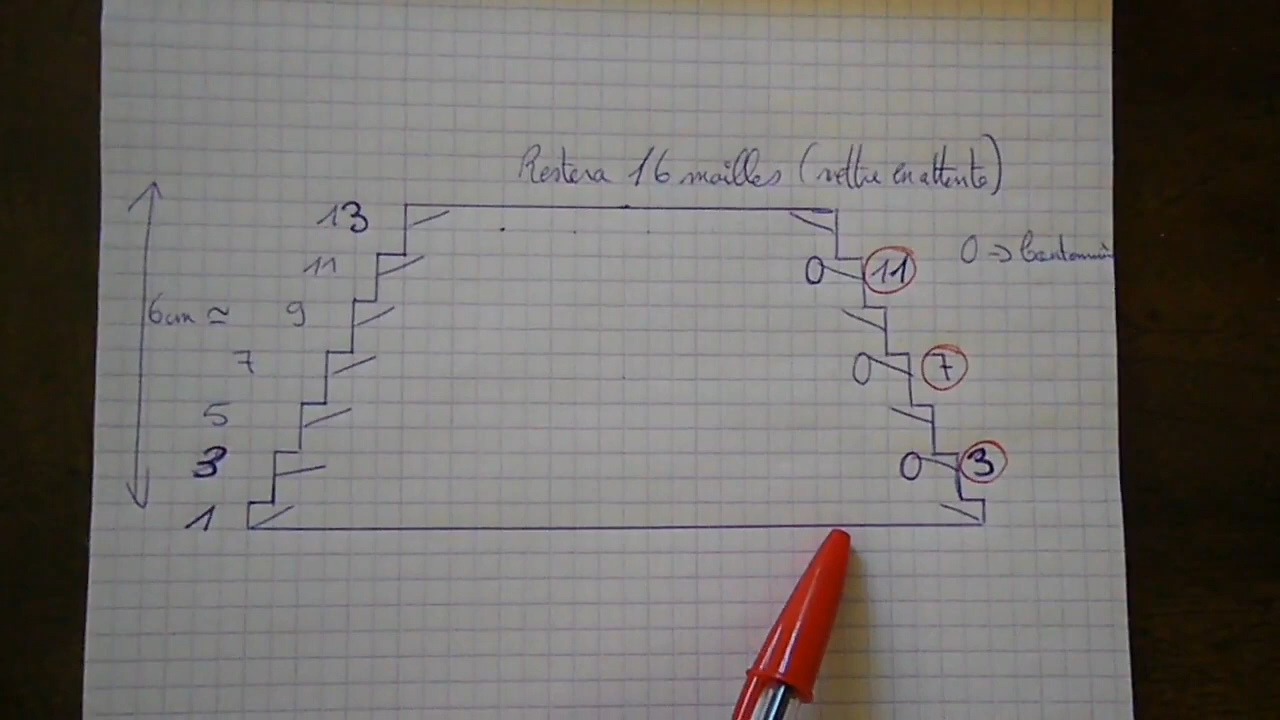 Restera 16 mailles (mettre en attente)
13
11 0 11 0 ->
6cm ≃ 9
7 0 7
5
3 0 3
1